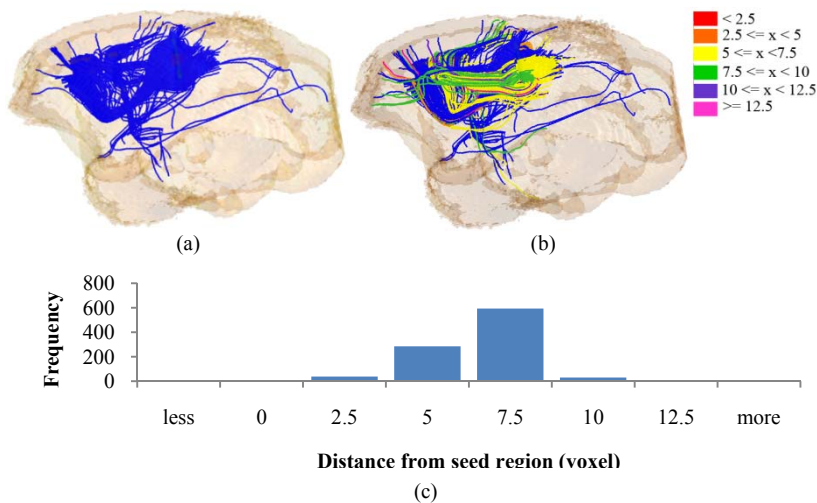 < 2.5
2.5 <= x < 5
5 <= x <7.5
7.5 <= x < 10
10 <= x < 12.5
>= 12.5
(a)
(b)
Frequency
800
600
400
200
0
less
0
2.5
5
7.5
10
12.5
more
Distance from seed region (voxel)
(c)